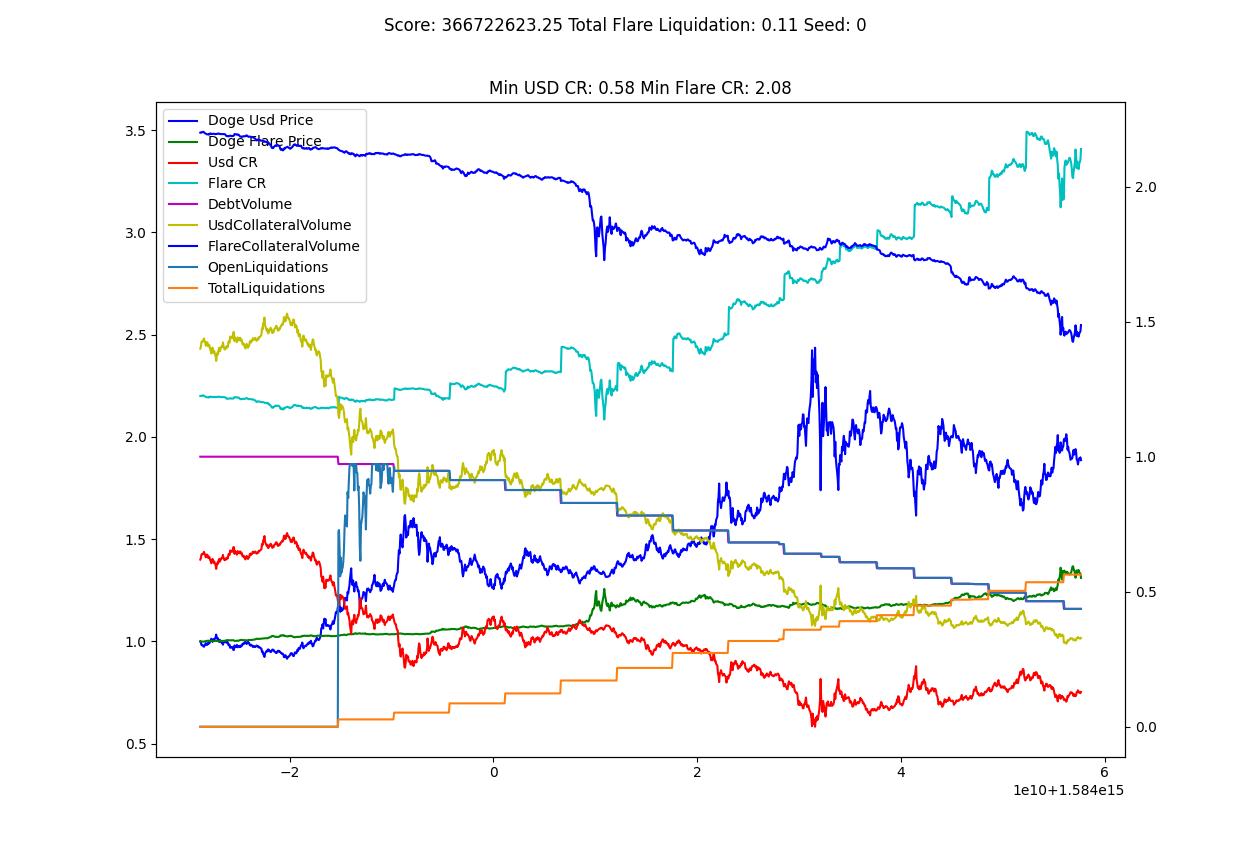 Score: 366722623.25 Total Flare Liquidation: 0.11 Seed: 0
Min USD CR: 0.58 Min Flare CR: 2.08
Doge Usd Price
Doge Flare Price
Usd CR
Flare CR
DebtVolume
UsdCollateralVolume
FlareCollateralVolume
OpenLiquidations
TotalLiquidations
3.5
3.0
2.5
2.0
1.5
1.0
0.5
2.0
1.5
1.0
0.5
0.0
−2
0
2
4
6
1e10+1.584e15